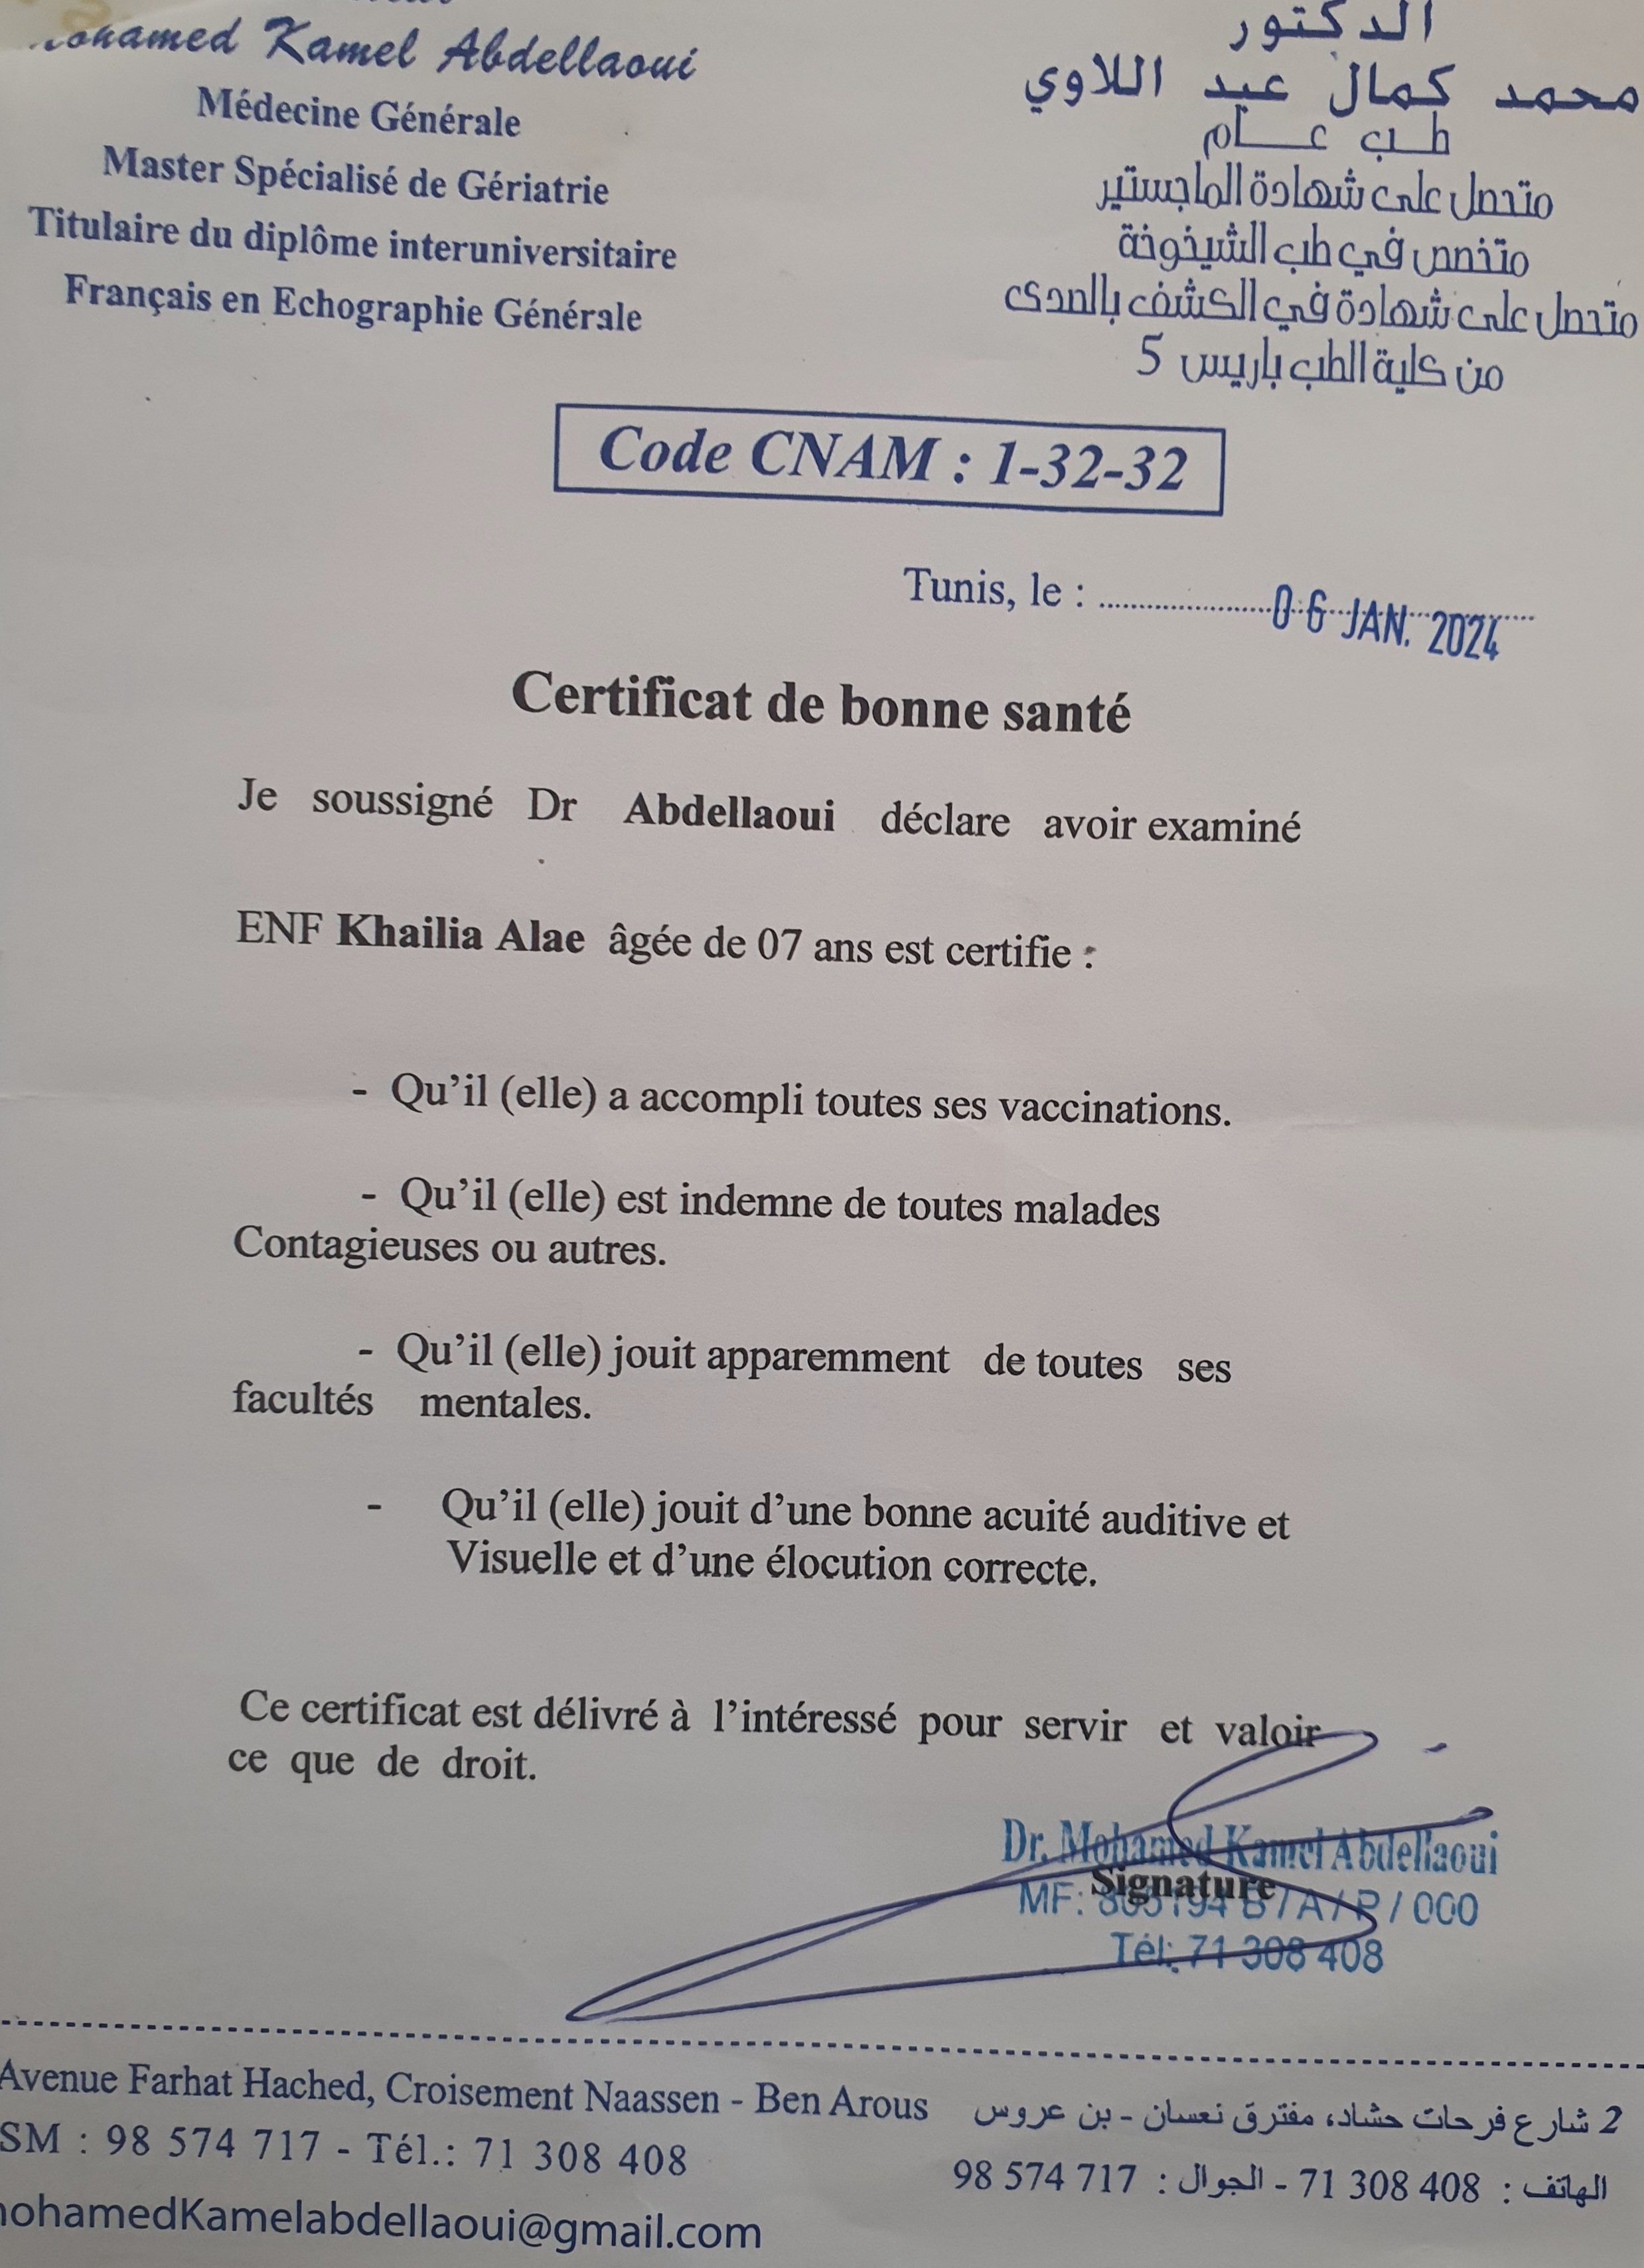 Mohamed Kamel Abdellaoui
Médecine Générale
Master Spécialisé de Gériatrie
Titulaire du diplôme interuniversitaire
Français en Echographie Générale
الدكتور
محمد كمال عبد اللاوي
طب عام
متحصل على شهادة الماجستير
متخصص في طب الشيخوخة
متحصل على شهادة في الكشف بالصدى
من كلية الطب باريس 5
Code CNAM : 1-32-32
Tunis, le : 06 JAN. 2024
Certificat de bonne santé
Je soussigné Dr Abdellaoui déclare avoir examiné
ENF Khailia Alae âgée de 07 ans est certifie :
- Qu'il (elle) a accompli toutes ses vaccinations.
- Qu'il (elle) est indemne de toutes malades
Contagieuses ou autres.
- Qu'il (elle) jouit apparemment de toutes ses
facultés mentales.
- Qu'il (elle) jouit d'une bonne acuité auditive et
Visuelle et d'une élocution correcte.
Ce certificat est délivré à l'intéressé pour servir et valoir
ce que de droit.
Dr. Mohamed Kamel Abdellaoui
Signature
MF: B / A / P / 000
Tél: 71 308 408
Avenue Farhat Hached, Croisement Naassen - Ben Arous
SM : 98 574 717 - Tél.: 71 308 408
mohamedKamelabdellaoui@gmail.com
2 شارع فرحات حشاد، مفترق نعسان - بن عروس
الهاتف : 71 308 408 - الجوال : 98 574 717